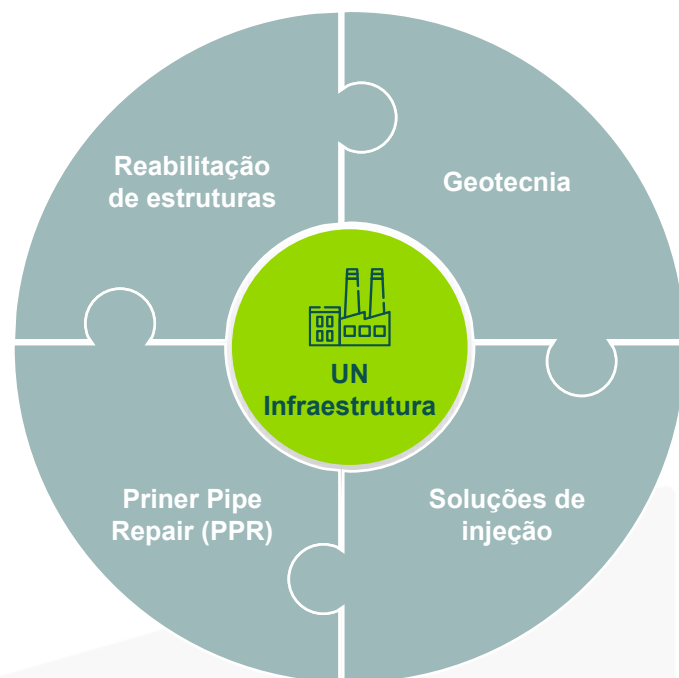 Reabilitação
de estruturas
Geotecnia
UN
Infraestrutura
Priner Pipe
Repair (PPR)
Soluções de
injeção